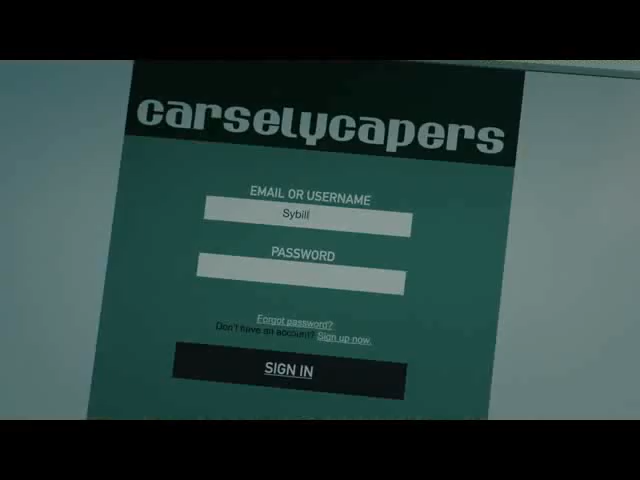 carselycapers
EMAIL OR USERNAME
Sybill
PASSWORD
Forgot password?
Don't have an account? Sign up now.
SIGN IN